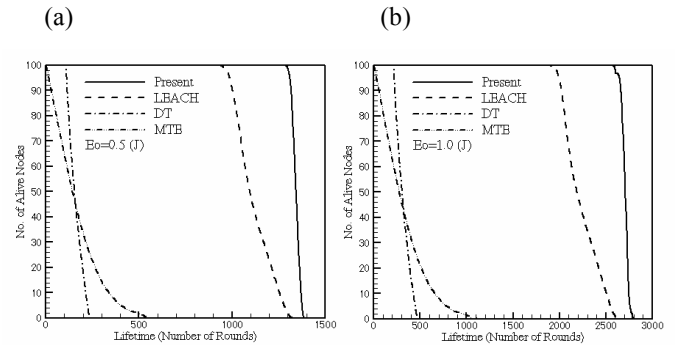 (a)
(b)
No. of Alive Nodes
100
90
80
70
60
50
40
30
20
10
0
Present
LEACH
DT
MTB
Eo=0.5 (J)
0
500
1000
1500
Lifetime (Number of Rounds)
No. of Alive Nodes
100
90
80
70
60
50
40
30
20
10
0
Present
LEACH
DT
MTB
Eo=1.0 (J)
0
500
1000
1500
2000
2500
3000
Lifetime (Number of Rounds)